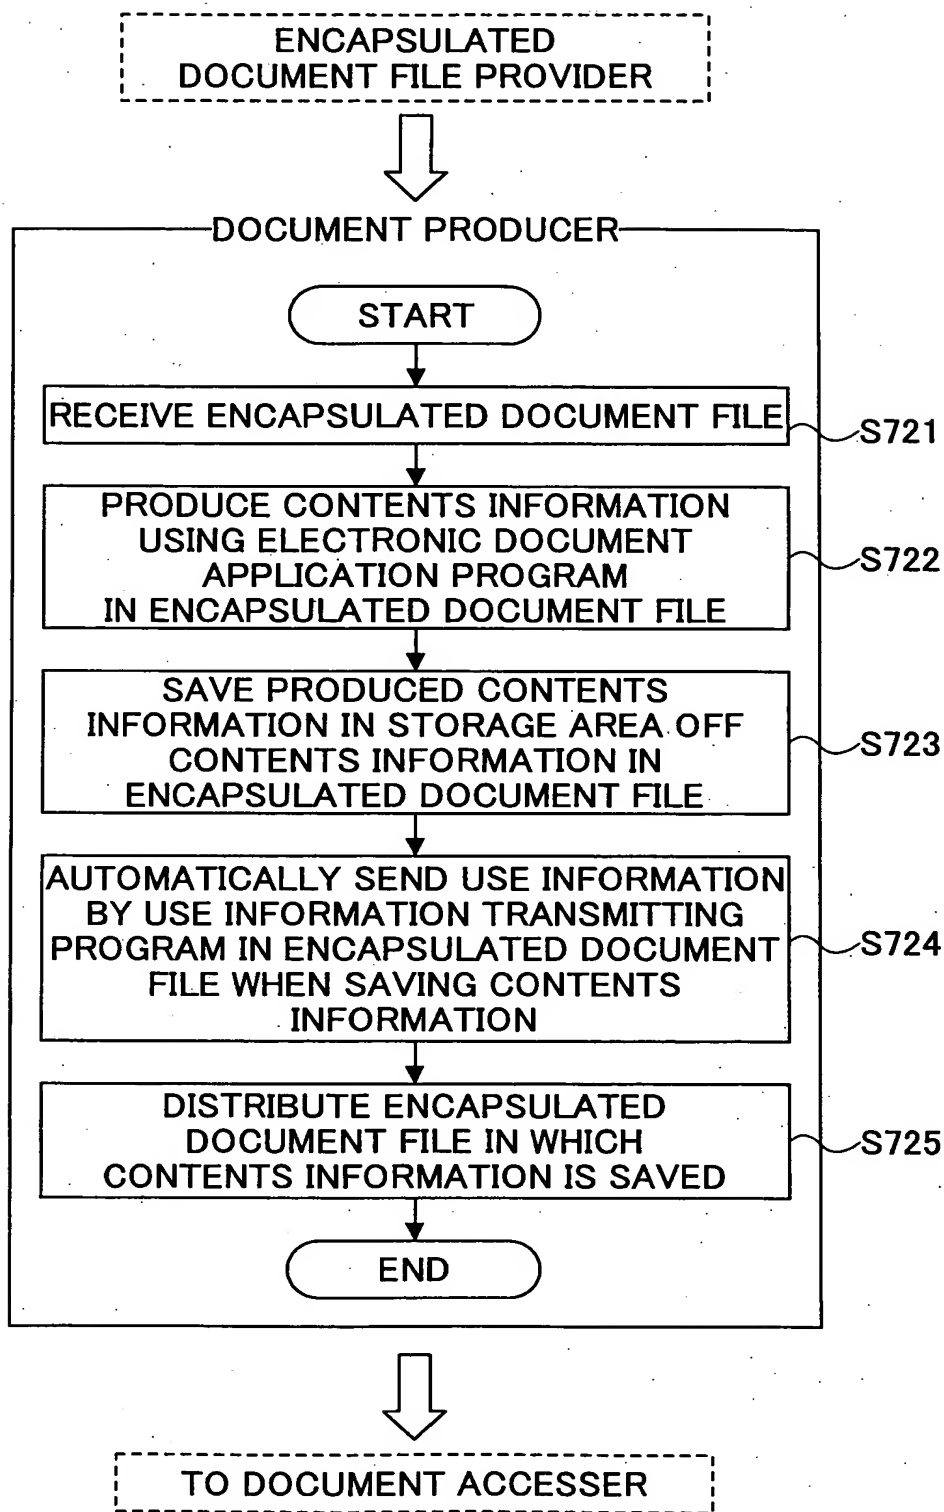 ENCAPSULATED
DOCUMENT FILE PROVIDER
DOCUMENT PRODUCER
START
RECEIVE ENCAPSULATED DOCUMENT FILE
S721
PRODUCE CONTENTS INFORMATION
USING ELECTRONIC DOCUMENT
APPLICATION PROGRAM
IN ENCAPSULATED DOCUMENT FILE
S722
SAVE PRODUCED CONTENTS
INFORMATION IN STORAGE AREA OFF
CONTENTS INFORMATION IN
ENCAPSULATED DOCUMENT FILE
S723
AUTOMATICALLY SEND USE INFORMATION
BY USE INFORMATION TRANSMITTING
PROGRAM IN ENCAPSULATED DOCUMENT
FILE WHEN SAVING CONTENTS
INFORMATION
S724
DISTRIBUTE ENCAPSULATED
DOCUMENT FILE IN WHICH
CONTENTS INFORMATION IS SAVED
S725
END
TO DOCUMENT ACCESSER